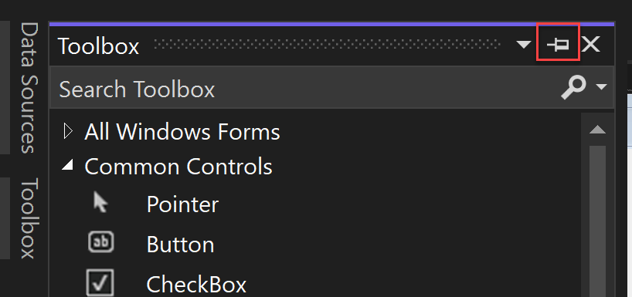 Data Sources
Toolbox
Toolbox
Search Toolbox
All Windows Forms
Common Controls
Pointer
ab
Button
CheckBox